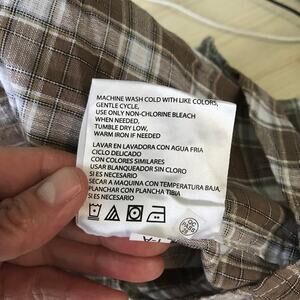 MACHINE WASH COLD WITH LIKE COLORS,
GENTLE CYCLE,
USE ONLY NON-CHLORINE BLEACH
WHEN NEEDED,
TUMBLE DRY LOW,
WARM IRON IF NEEDED
LAVAR EN LAVADORA CON AGUA FRIA
CICLO DELICADO
CON COLORES SIMILARES
USAR BLANQUEADOR SIN CLORO
SI ES NECESARIO
SECAR A MAQUINA CON TEMPERATURA BAJA,
PLANCHAR CON PLANCHA TIBIA
SI ES NECESARIO